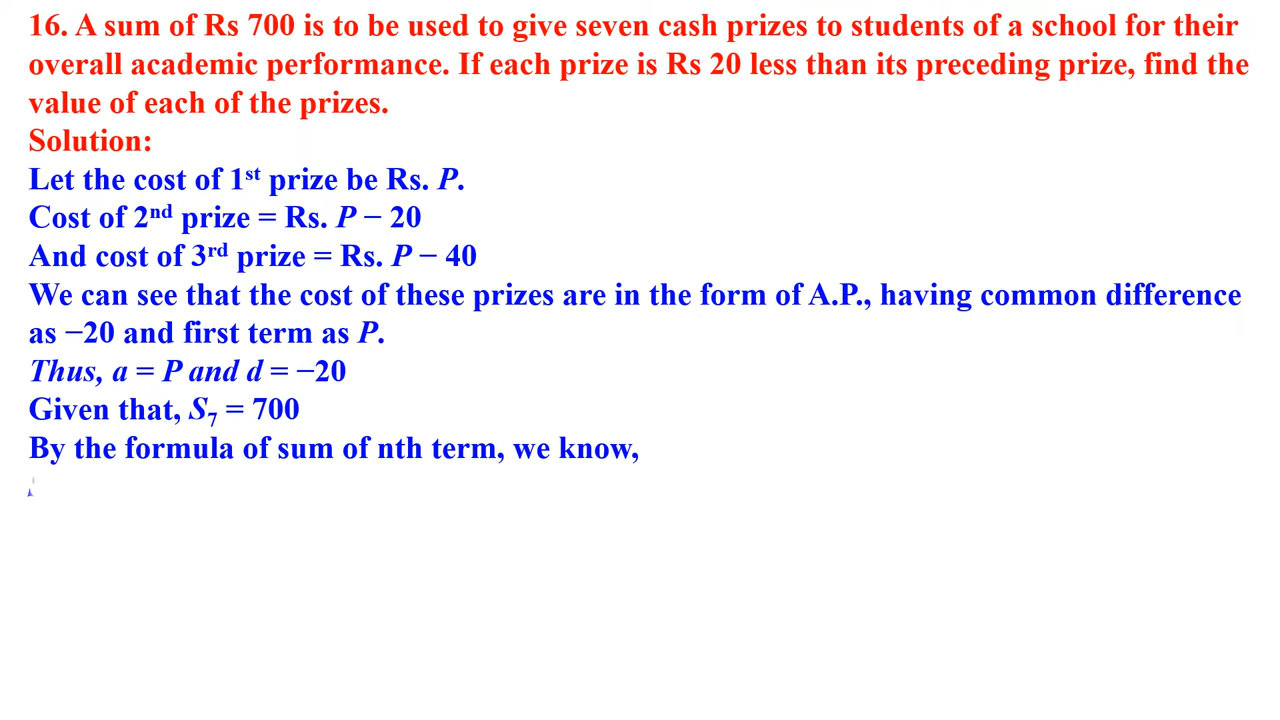 16. A sum of Rs 700 is to be used to give seven cash prizes to students of a school for their
overall academic performance. If each prize is Rs 20 less than its preceding prize, find the
value of each of the prizes.
Solution:
Let the cost of 1st prize be Rs. P.
Cost of 2nd prize = Rs. P − 20
And cost of 3rd prize = Rs. P − 40
We can see that the cost of these prizes are in the form of A.P., having common difference
as −20 and first term as P.
Thus, a = P and d = −20
Given that, S₇ = 700
By the formula of sum of nth term, we know,